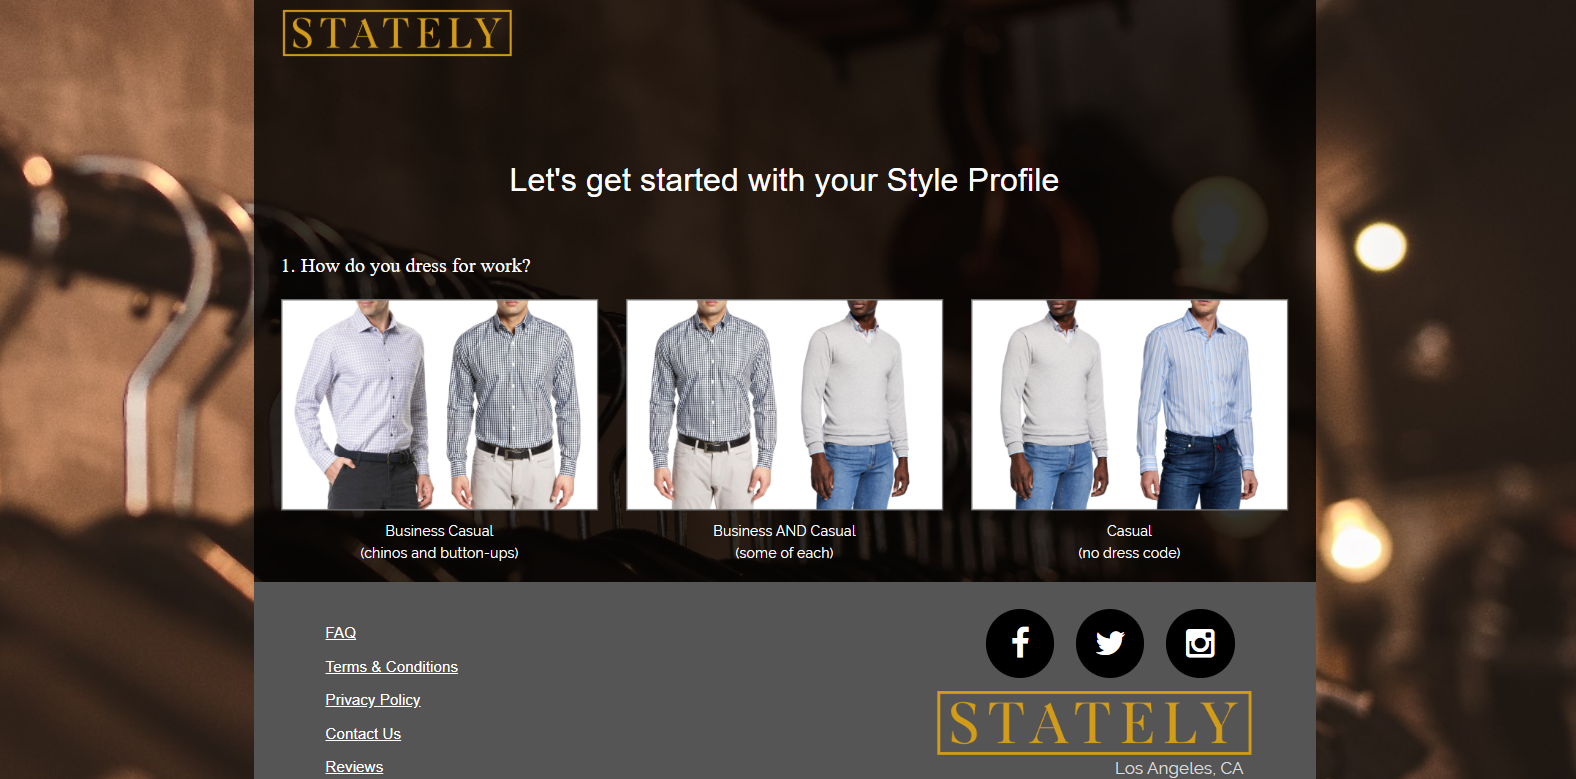 STATELY
Let's get started with your Style Profile
1. How do you dress for work?
Business Casual
(chinos and button-ups)
Business AND Casual
(some of each)
Casual
(no dress code)
FAQ
Terms & Conditions
Privacy Policy
Contact Us
Reviews
STATELY
Los Angeles, CA